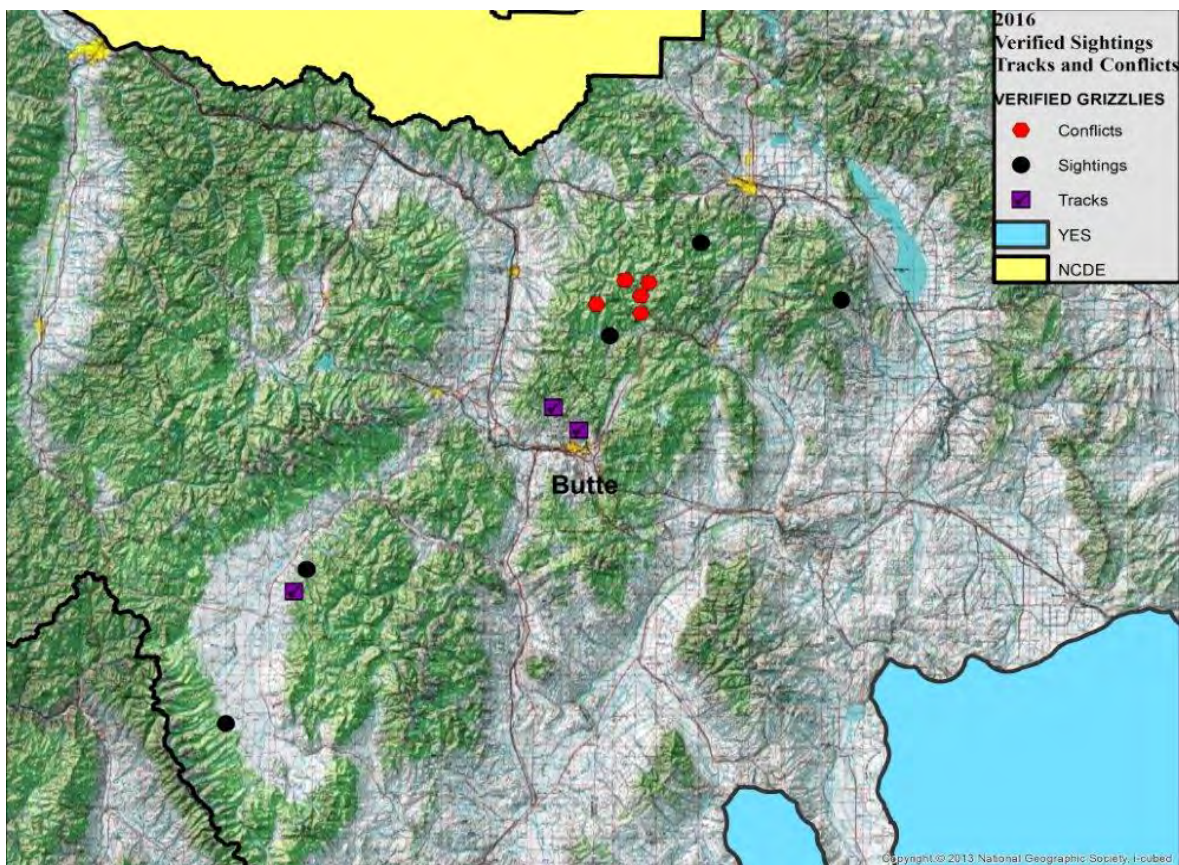 2016
Verified Sightings
Tracks and Conflicts
VERIFIED GRIZZLIES
Conflicts
Sightings
Tracks
YES
NCDE
Butte
Copyright:© 2013 National Geographic Society, i-cubed